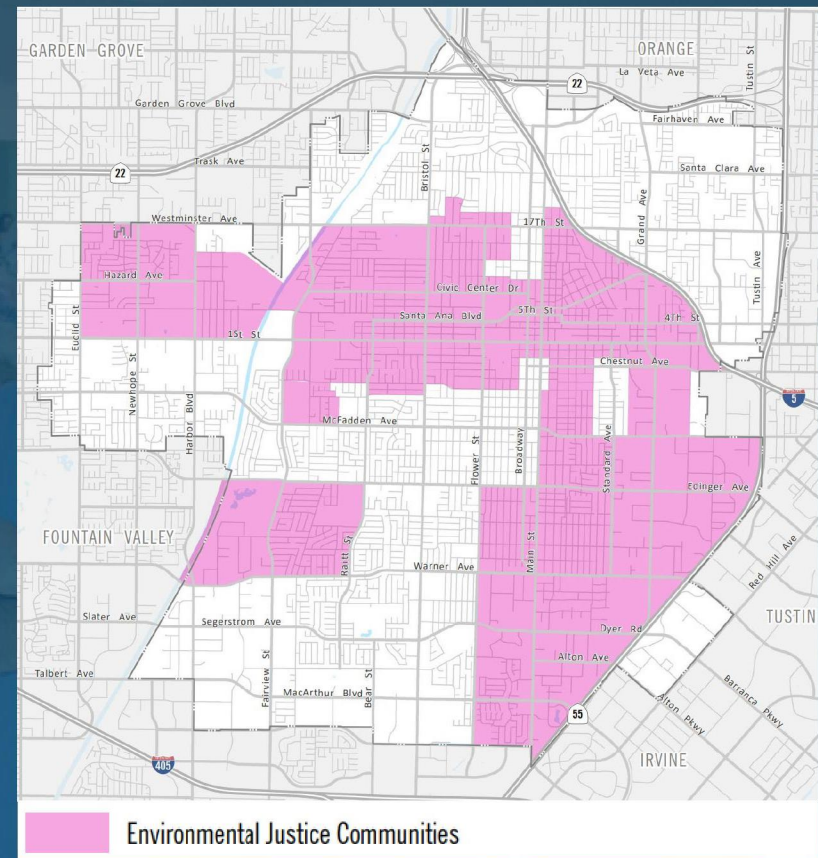 GARDEN GROVE
ORANGE
Tustin St
La Veta Ave
22
Garden Grove Blvd
Fairhaven Ave
Bristol St
Trask Ave
22
Santa Clara Ave
Grand Ave
Westminster Ave
17Th St
Tustin Ave
Hazard Ave
Civic Center Dr
Euclid St
Santa Ana Blvd
5Th St
4Th St
1St St
Chestnut Ave
Newhope St
Harbor Blvd
5
McFadden Ave
Flower St
Broadway
Standard Ave
Edinger Ave
FOUNTAIN VALLEY
Raitt St
Main St
Warner Ave
Red Hill Ave
Slater Ave
Segerstrom Ave
TUSTIN
Dyer Rd
Alton Ave
Talbert Ave
Fairview St
MacArthur Blvd
Bear St
Barranca Pkwy
Alton Pkwy
55
405
IRVINE
Environmental Justice Communities